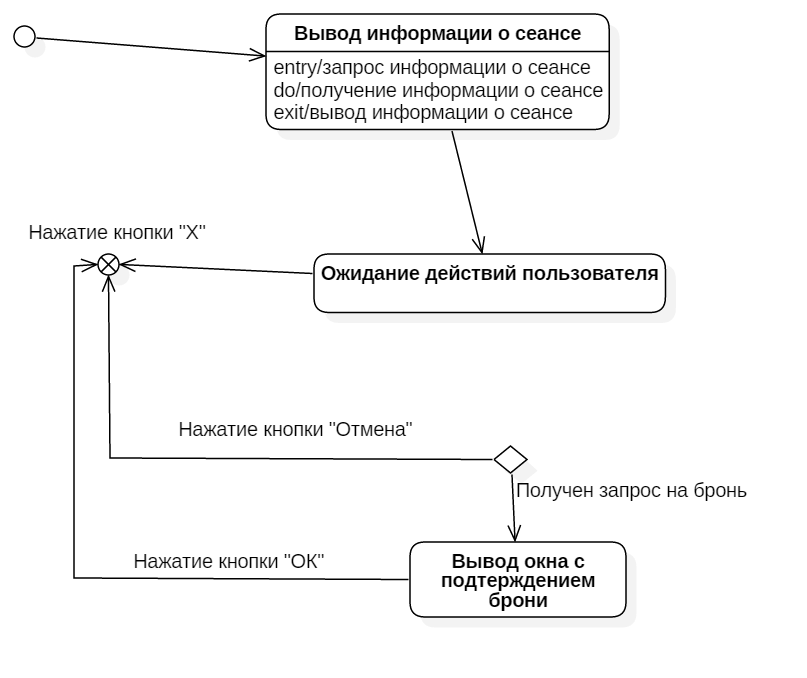 Вывод информации о сеансе
entry/запрос информации о сеансе
do/получение информации о сеансе
exit/вывод информации о сеансе
Нажатие кнопки "X"
Ожидание действий пользователя
Нажатие кнопки "Отмена"
Получен запрос на бронь
Нажатие кнопки "ОК"
Вывод окна с
подтерждением
брони